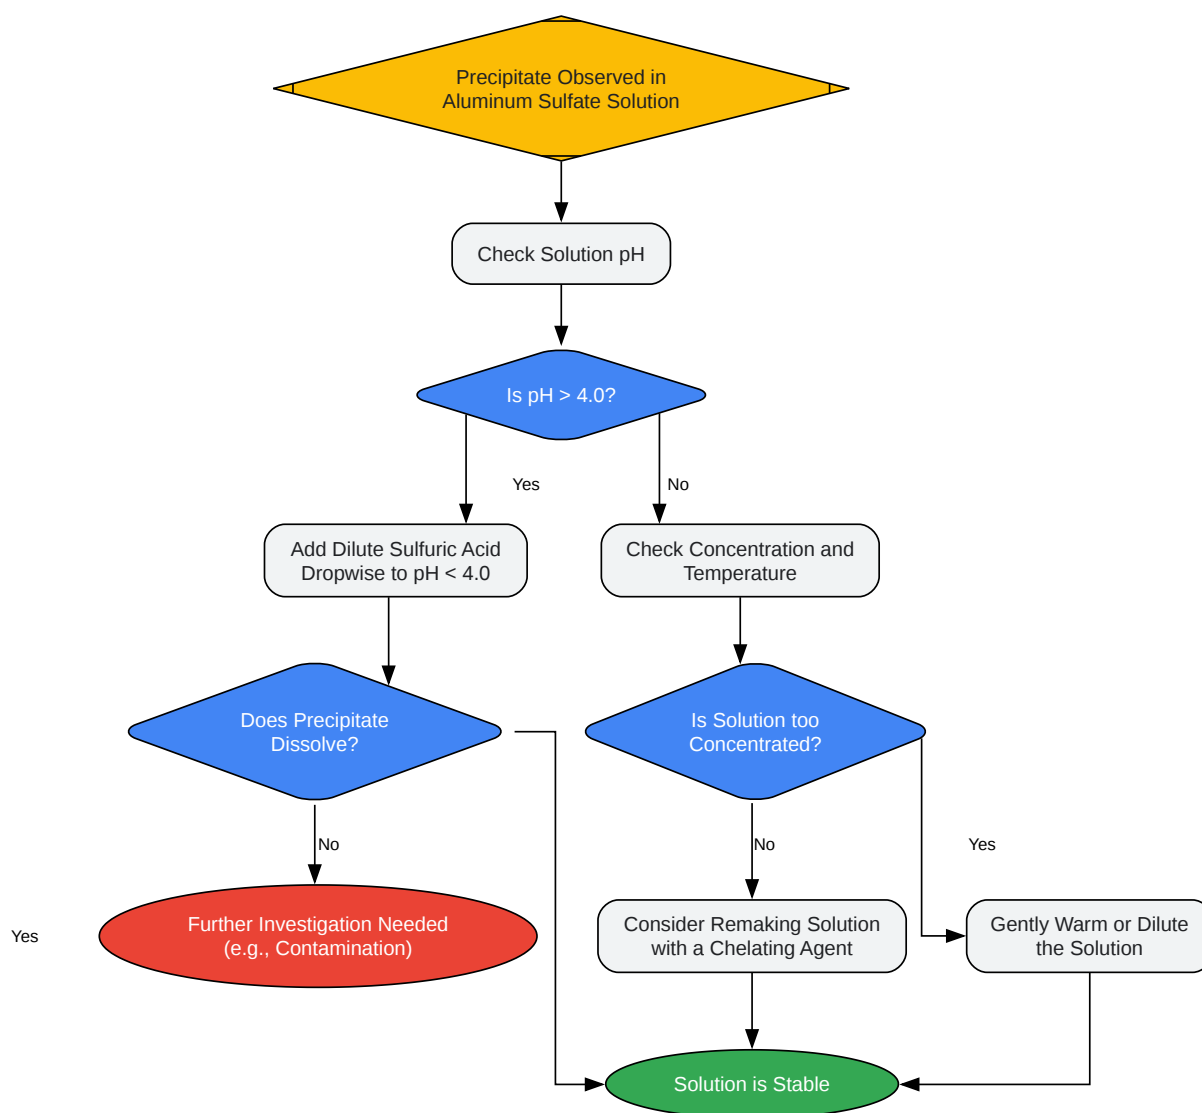 Precipitate Observed in
Aluminum Sulfate Solution
Check Solution pH
Is pH > 4.0?
Yes
No
Add Dilute Sulfuric Acid
Dropwise to pH < 4.0
Check Concentration and
Temperature
Does Precipitate
Dissolve?
Is Solution too
Concentrated?
No
No
Yes
Yes
Further Investigation Needed
(e.g., Contamination)
Consider Remaking Solution
with a Chelating Agent
Gently Warm or Dilute
the Solution
Solution is Stable